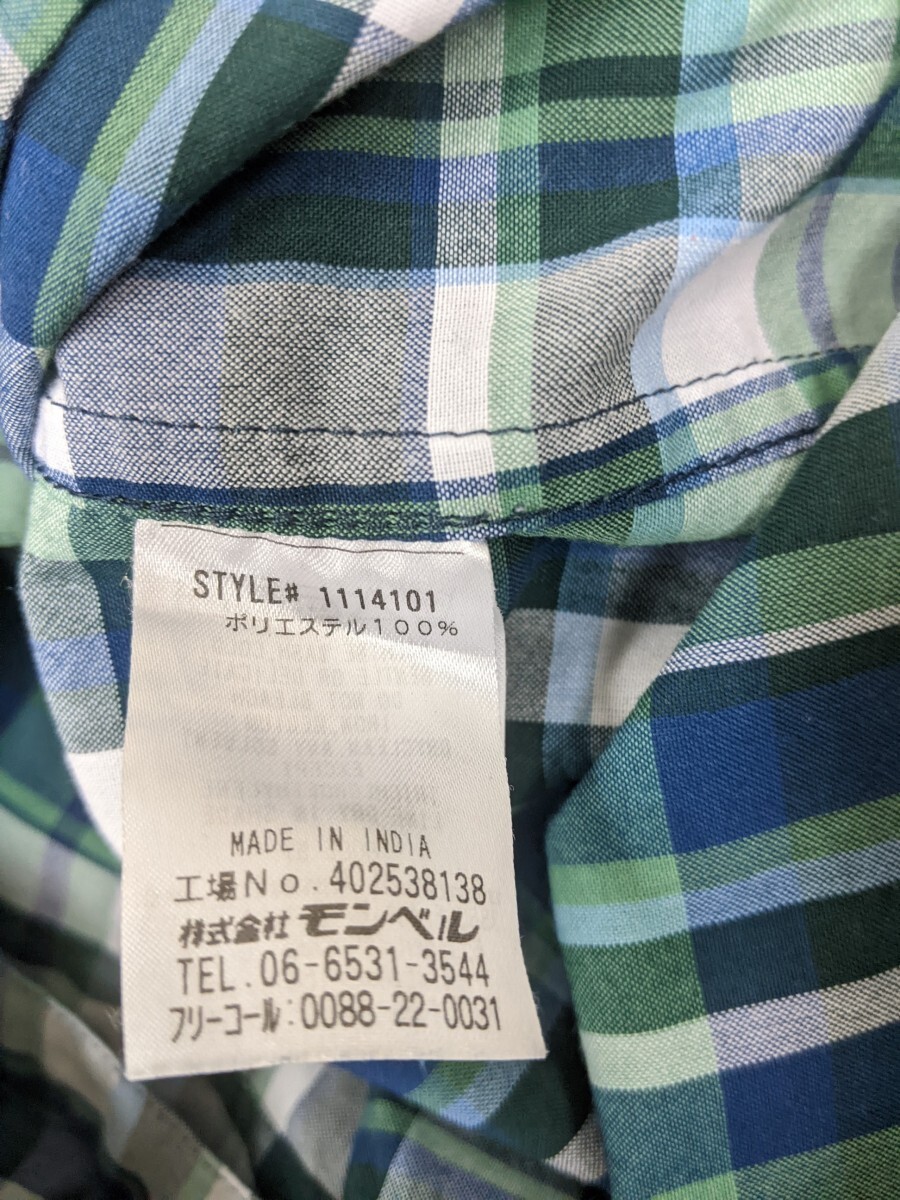 STYLE# 1114101
ポリエステル100%
MADE IN INDIA
工場No.402538138
株式会社 モンベル
TEL.06-6531-3544
フリーコール:0088-22-0031